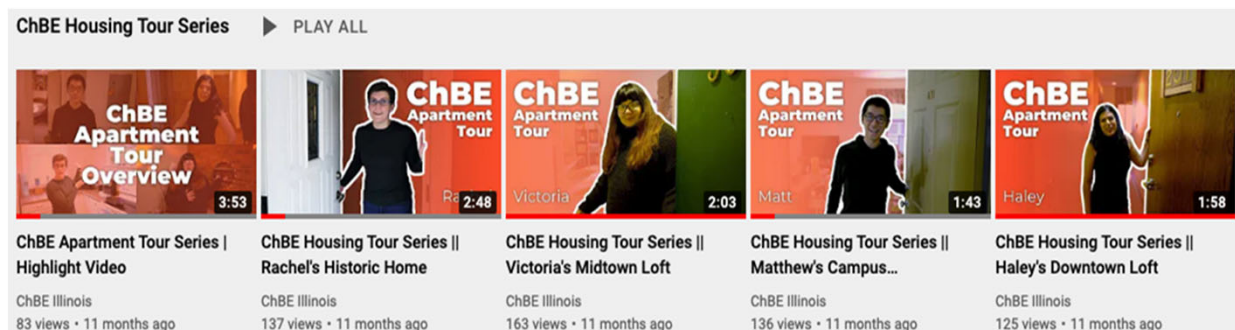 ChBE Housing Tour Series
PLAY ALL
ChBE
Apartment
Tour
Overview
3:53
ChBE
Apartment
Tour
Ra
2:48
ChBE
Apartment
Tour
Victoria
2:03
ChBE
Apartment
Tour
Matt
1:43
ChBE
Apartment
Tour
Haley
1:58
ChBE Apartment Tour Series |
Highlight Video
ChBE Illinois
83 views • 11 months ago
ChBE Housing Tour Series ||
Rachel's Historic Home
ChBE Illinois
137 views • 11 months ago
ChBE Housing Tour Series ||
Victoria's Midtown Loft
ChBE Illinois
163 views • 11 months ago
ChBE Housing Tour Series ||
Matthew's Campus...
ChBE Illinois
136 views • 11 months ago
ChBE Housing Tour Series ||
Haley's Downtown Loft
ChBE Illinois
125 views • 11 months ago